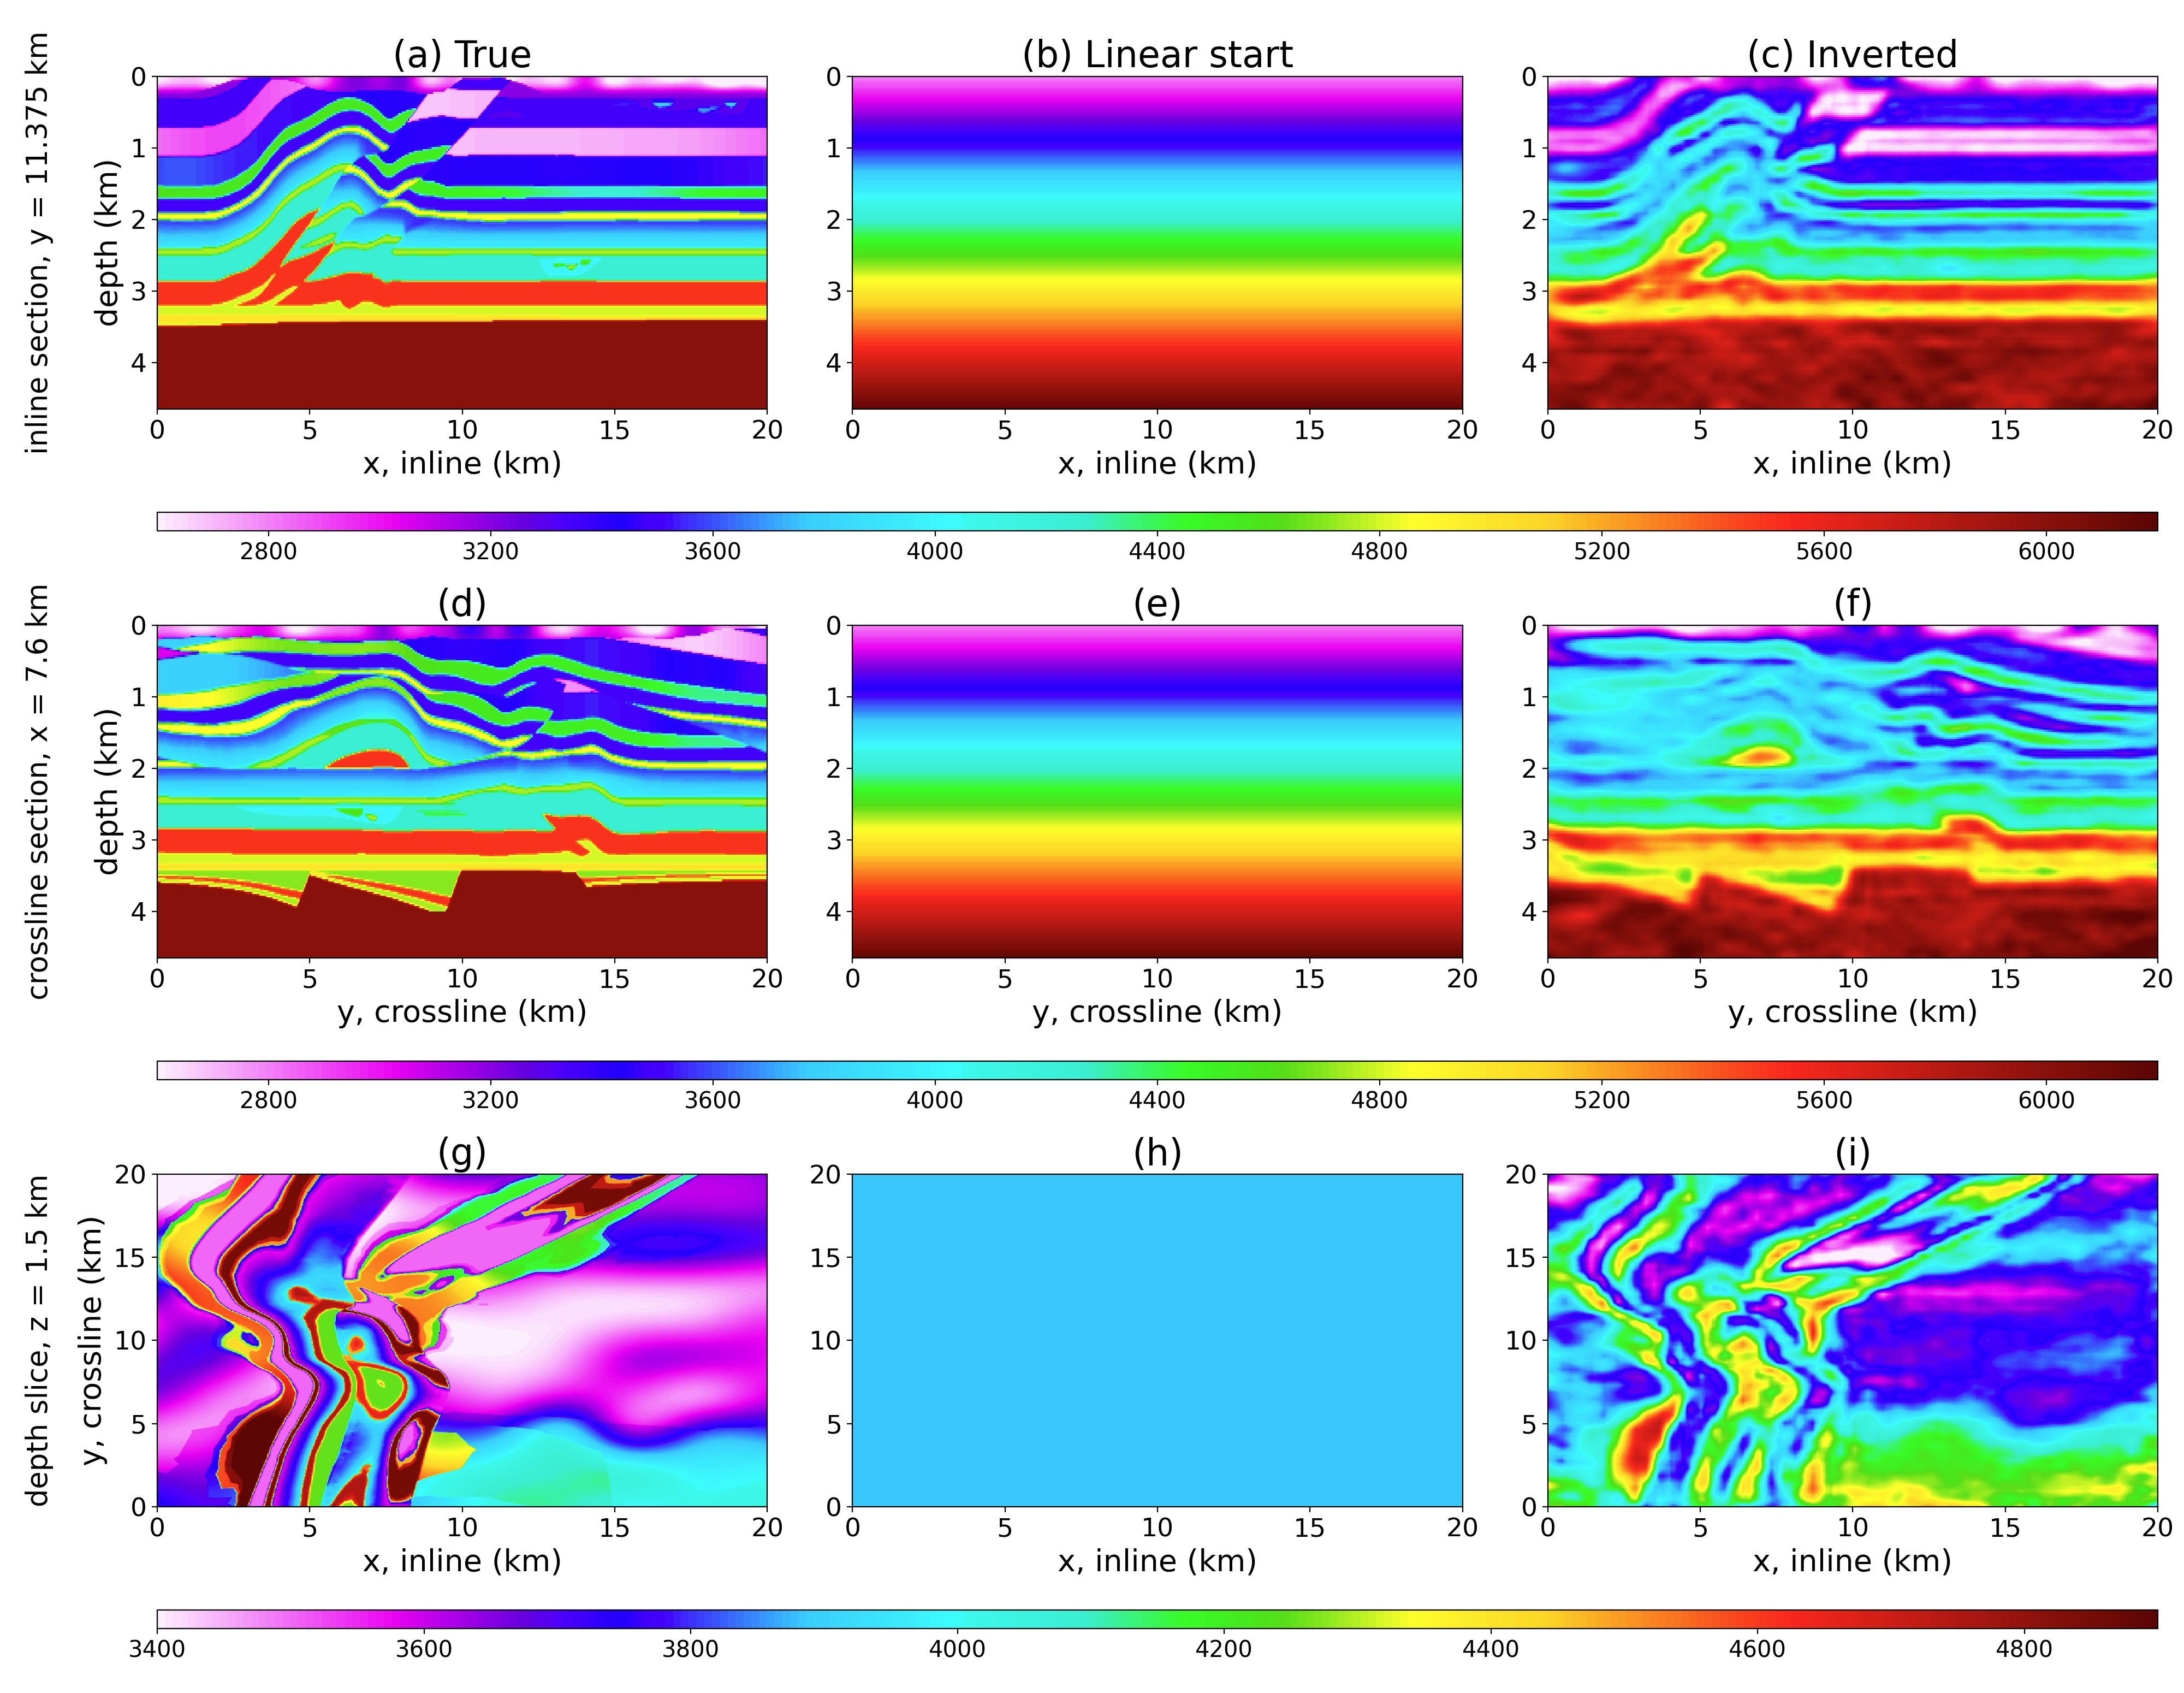 (a) True
(b) Linear start
(c) Inverted
inline section, y = 11.375 km
depth (km)
0
1
2
3
4
0
1
2
3
4
0
1
2
3
4
0 5 10 15 20
0 5 10 15 20
0 5 10 15 20
x, inline (km)
x, inline (km)
x, inline (km)
2800 3200 3600 4000 4400 4800 5200 5600 6000
(d)
(e)
(f)
crossline section, x = 7.6 km
depth (km)
0
1
2
3
4
0
1
2
3
4
0
1
2
3
4
0 5 10 15 20
0 5 10 15 20
0 5 10 15 20
y, crossline (km)
y, crossline (km)
y, crossline (km)
2800 3200 3600 4000 4400 4800 5200 5600 6000
(g)
(h)
(i)
depth slice, z = 1.5 km
y, crossline (km)
20
15
10
5
0
20
15
10
5
0
20
15
10
5
0
0 5 10 15 20
0 5 10 15 20
0 5 10 15 20
x, inline (km)
x, inline (km)
x, inline (km)
3400 3600 3800 4000 4200 4400 4600 4800